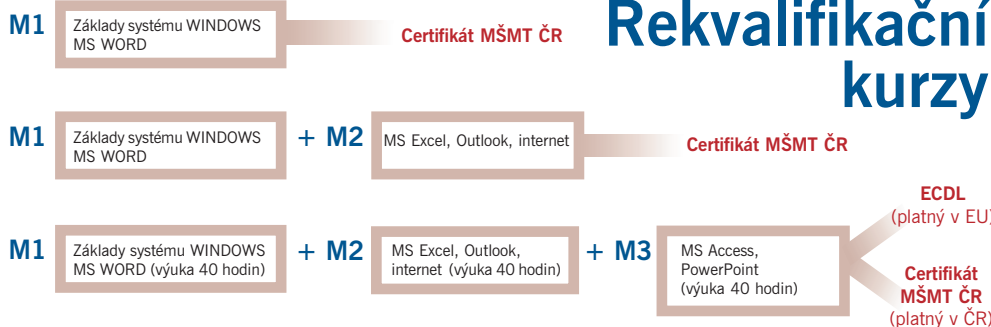 Rekvalifikační
kurzy
M1
Základy systému WINDOWS
MS WORD
Certifikát MŠMT ČR
M1
Základy systému WINDOWS
MS WORD
+ M2
MS Excel, Outlook, internet
Certifikát MŠMT ČR
M1
Základy systému WINDOWS
MS WORD (výuka 40 hodin)
+ M2
MS Excel, Outlook,
internet (výuka 40 hodin)
+ M3
MS Access,
PowerPoint
(výuka 40 hodin)
ECDL
(platný v EU)
Certifikát
MŠMT ČR
(platný v ČR)